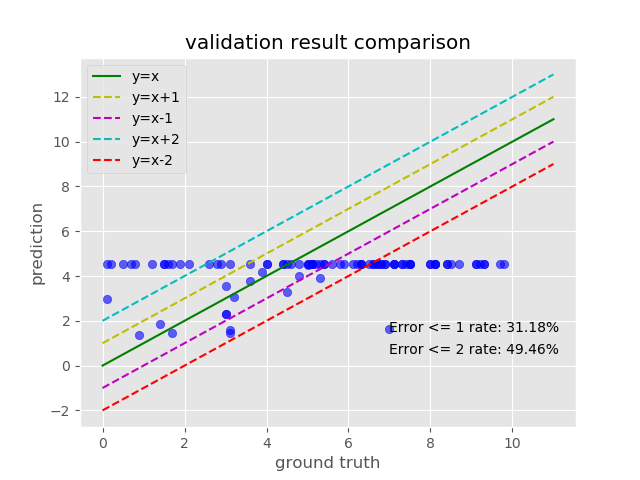 validation result comparison
y=x
y=x+1
y=x-1
y=x+2
y=x-2
12
10
8
6
4
2
0
−2
prediction
Error <= 1 rate: 31.18%
Error <= 2 rate: 49.46%
0 2 4 6 8 10
ground truth